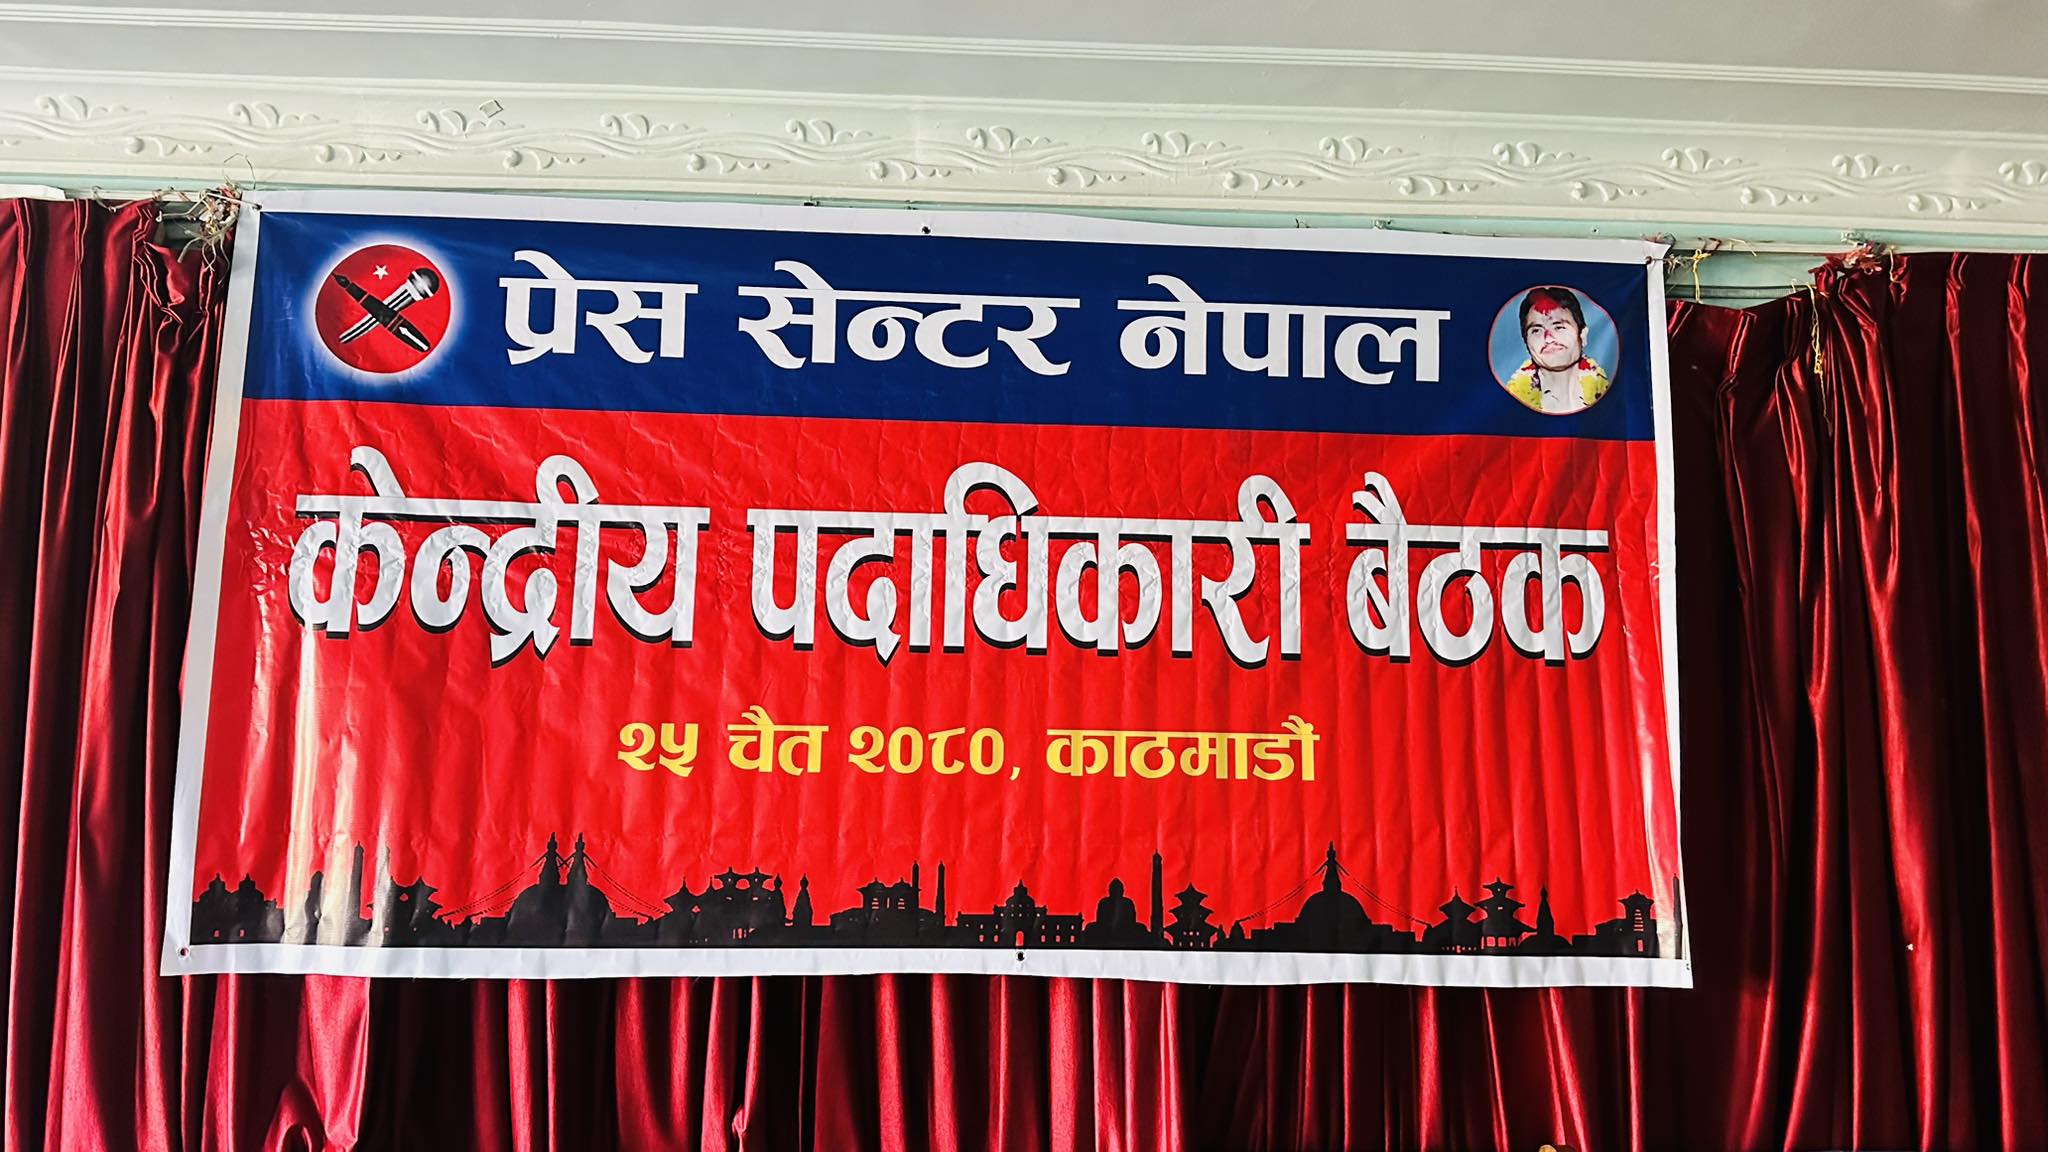 प्रेस सेन्टर नेपाल
केन्द्रीय पदाधिकारी बैठक
२५ चैत २०८०, काठमाडौं